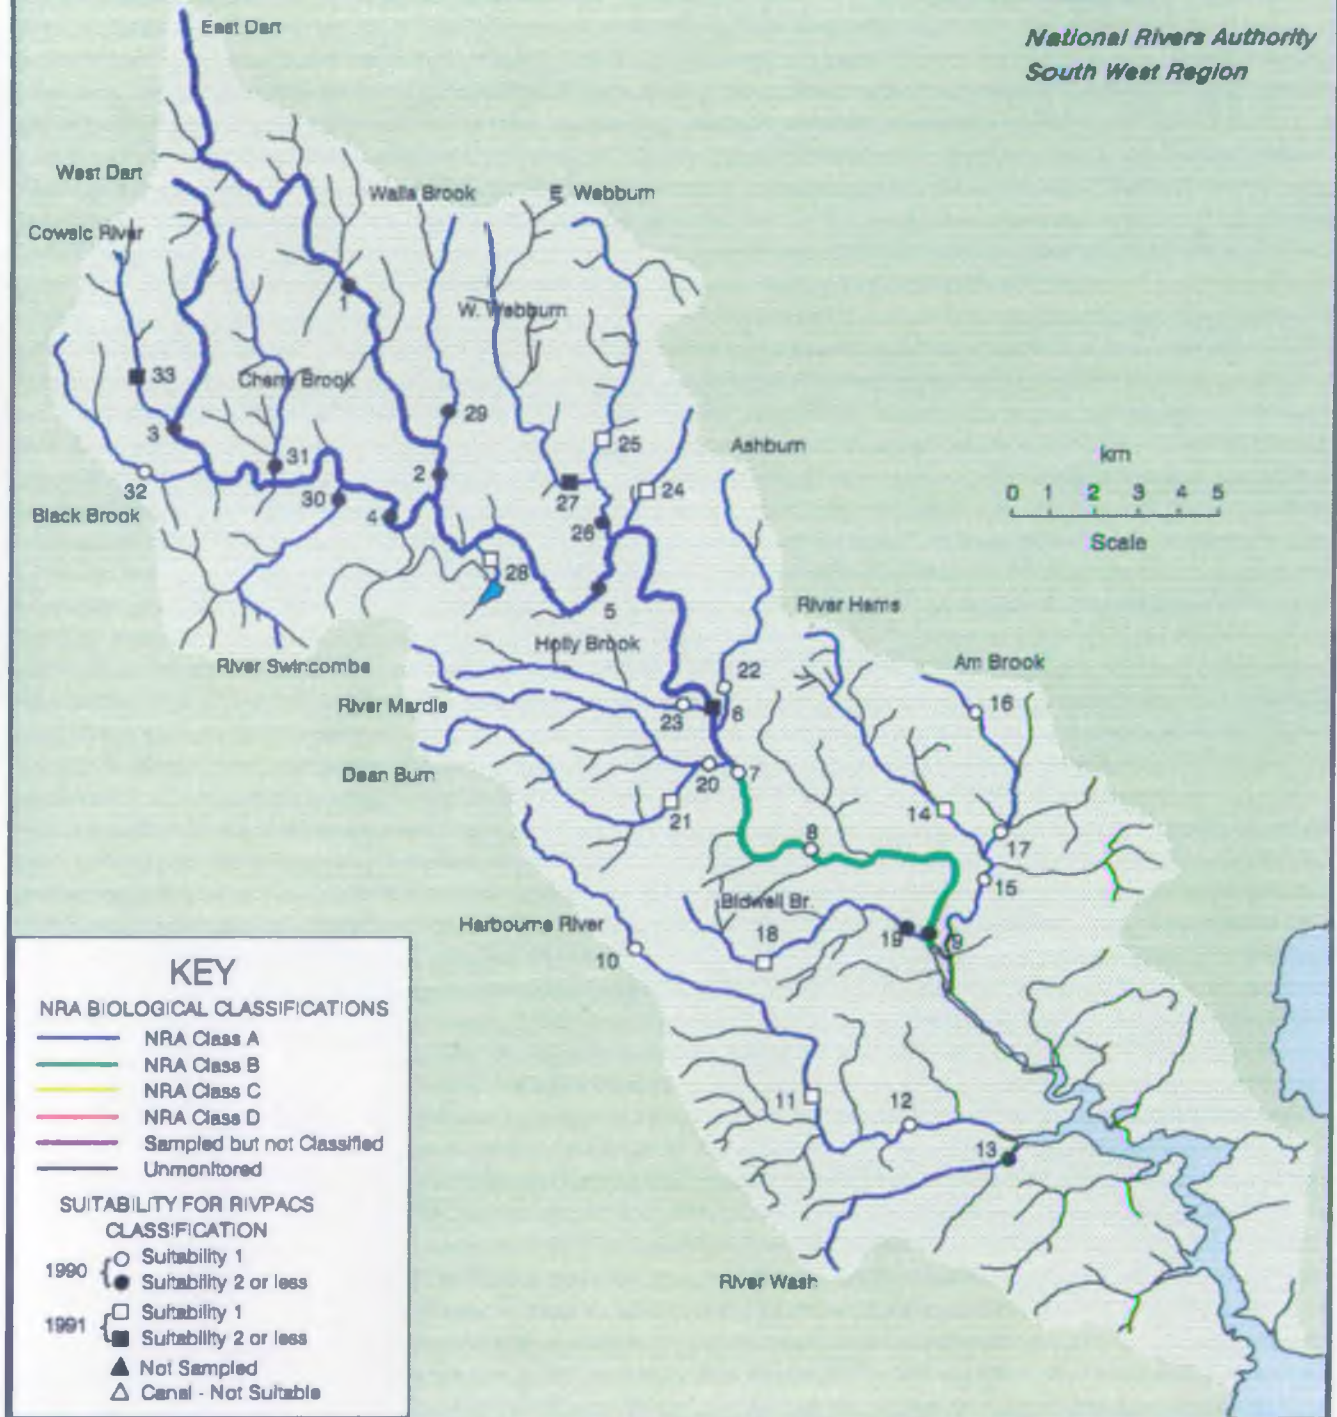 East Dart
National Rivers Authority
South West Region
West Dart
Walla Brook
E Webburn
Cowsic River
1
W. Webburn
33
Cherry Brook
29
3
25
Ashburn
31
2
km
32
27
24
0 1 2 3 4 5
30
Black Brook
4
26
Scale
28
5
River Hems
Holly Brook
Am Brook
River Swincombe
22
16
River Mardle
23
6
Dean Burn
20
7
21
14
8
17
15
Bidwell Br.
Harbourne River
18
19
9
10
11
12
13
River Wash
KEY
NRA BIOLOGICAL CLASSIFICATIONS
NRA Class A
NRA Class B
NRA Class C
NRA Class D
Sampled but not Classified
Unmonitored
SUITABILITY FOR RIVPACS
CLASSIFICATION
1990
Suitability 1
Suitability 2 or less
1991
Suitability 1
Suitability 2 or less
Not Sampled
Canal - Not Suitable